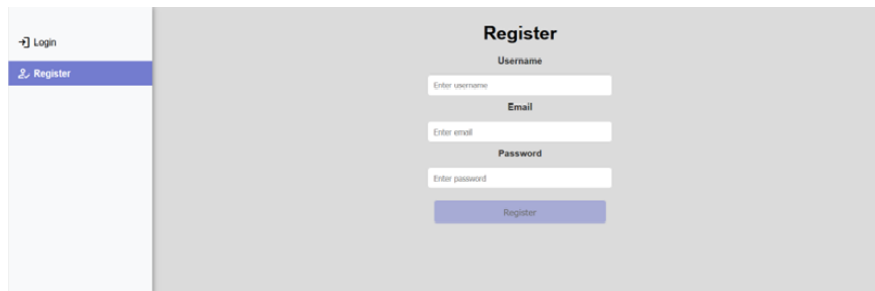 Login
Register
Register
Username
Enter username
Email
Enter email
Password
Enter password
Register